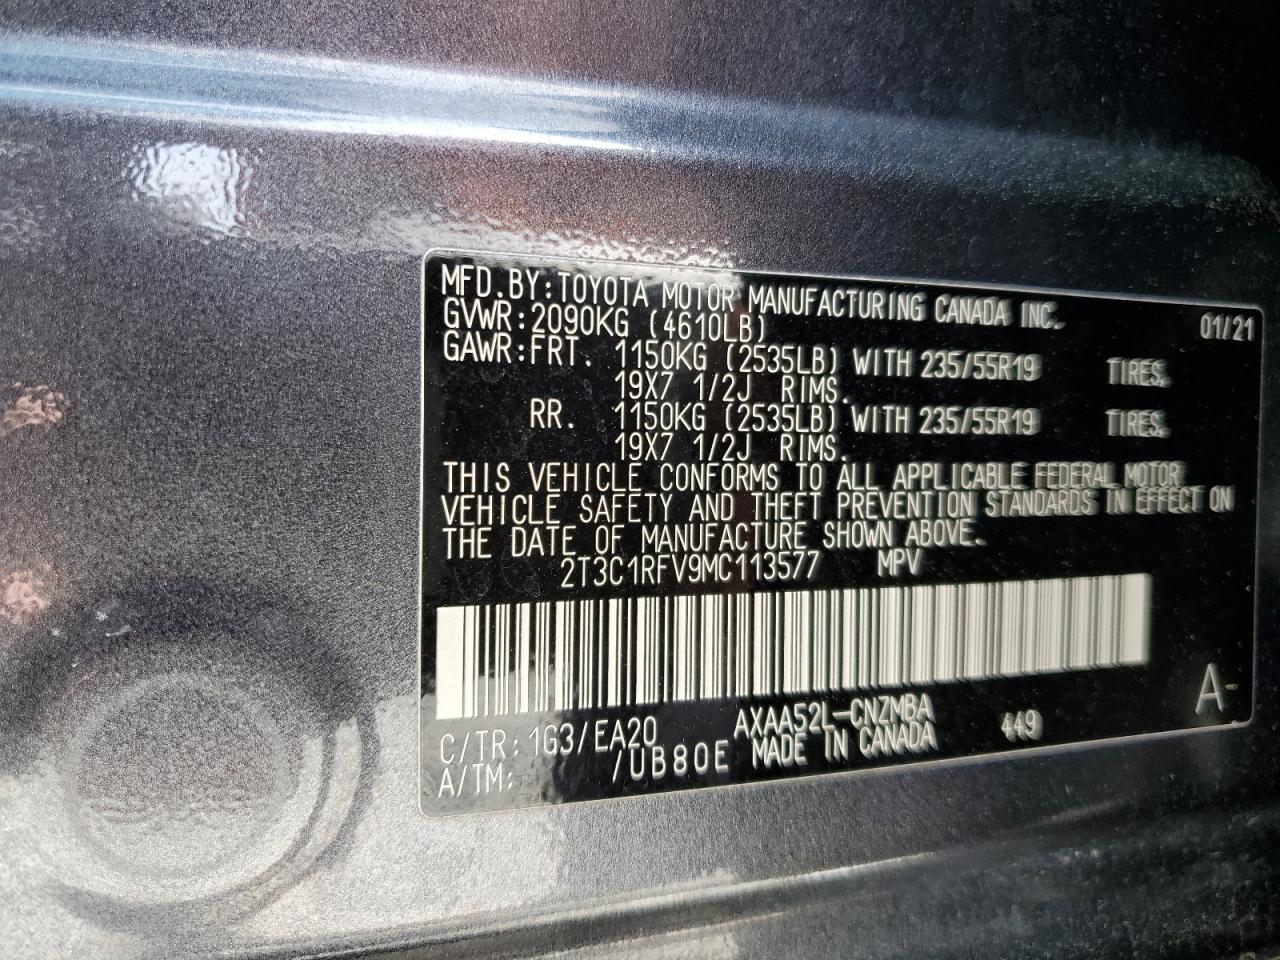 MFD.BY:TOYOTA MOTOR MANUFACTURING CANADA INC. 01/21
GVWR:2090KG (4610LB)
GAWR:FRT. 1150KG (2535LB) WITH 235/55R19 TIRES.
19X7 1/2J RIMS.
RR. 1150KG (2535LB) WITH 235/55R19 TIRES.
19X7 1/2J RIMS.
THIS VEHICLE CONFORMS TO ALL APPLICABLE FEDERAL MOTOR
VEHICLE SAFETY AND THEFT PREVENTION STANDARDS IN EFFECT ON
THE DATE OF MANUFACTURE SHOWN ABOVE.
2T3C1RFV9MC113577 MPV
A-
C/TR:1G3/EA20 AXAA52L-CNZMBA 449
A/TM: /UB80E MADE IN CANADA